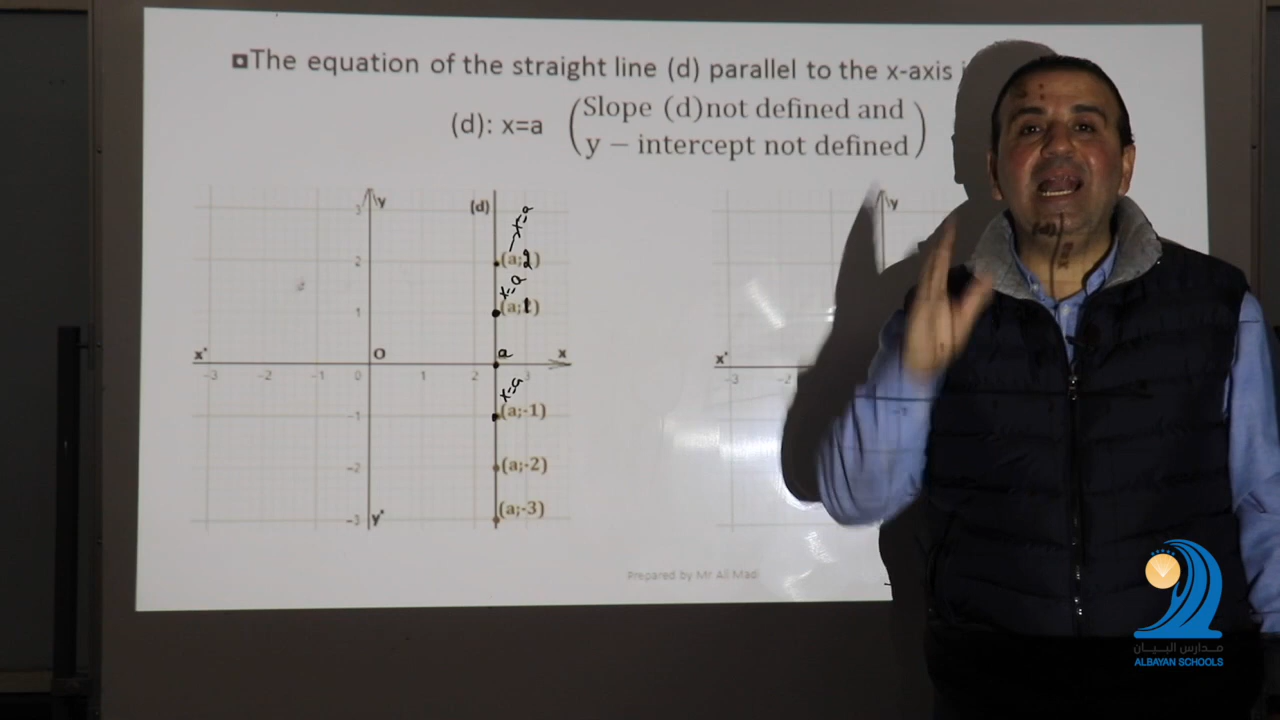 The equation of the straight line (d) parallel to the x-axis
(d): x=a (Slope (d)not defined and
y − intercept not defined)
3 y (d) x=a
2 (a;2)
x=a
1 (a;1)
x' O a x
-3 -2 -1 0 1 2 3
x=a
-1 (a;-1)
-2 (a;-2)
-3 y' (a;-3)
y
x'
-3 -2
Prepared by Mr Ali Madi
مدارس البيان
ALBAYAN SCHOOLS